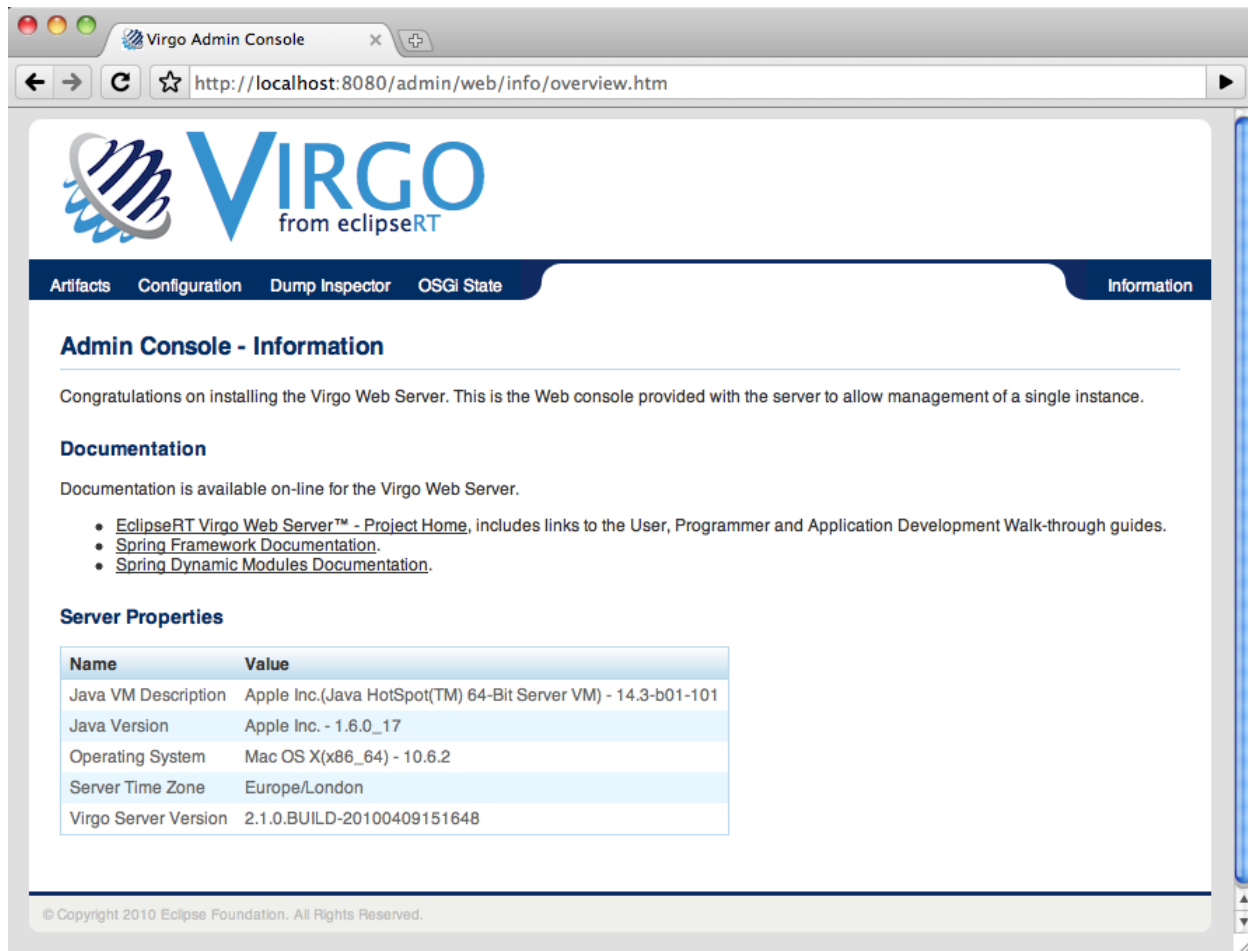 Virgo Admin Console
http://localhost:8080/admin/web/info/overview.htm
VIRGO
from eclipseRT
Artifacts Configuration Dump Inspector OSGi State Information
Admin Console - Information
Congratulations on installing the Virgo Web Server. This is the Web console provided with the server to allow management of a single instance.
Documentation
Documentation is available on-line for the Virgo Web Server.
• EclipseRT Virgo Web Server™ - Project Home, includes links to the User, Programmer and Application Development Walk-through guides.
• Spring Framework Documentation.
• Spring Dynamic Modules Documentation.
Server Properties
Name Value
Java VM Description Apple Inc.(Java HotSpot(TM) 64-Bit Server VM) - 14.3-b01-101
Java Version Apple Inc. - 1.6.0_17
Operating System Mac OS X(x86_64) - 10.6.2
Server Time Zone Europe/London
Virgo Server Version 2.1.0.BUILD-20100409151648
© Copyright 2010 Eclipse Foundation. All Rights Reserved.